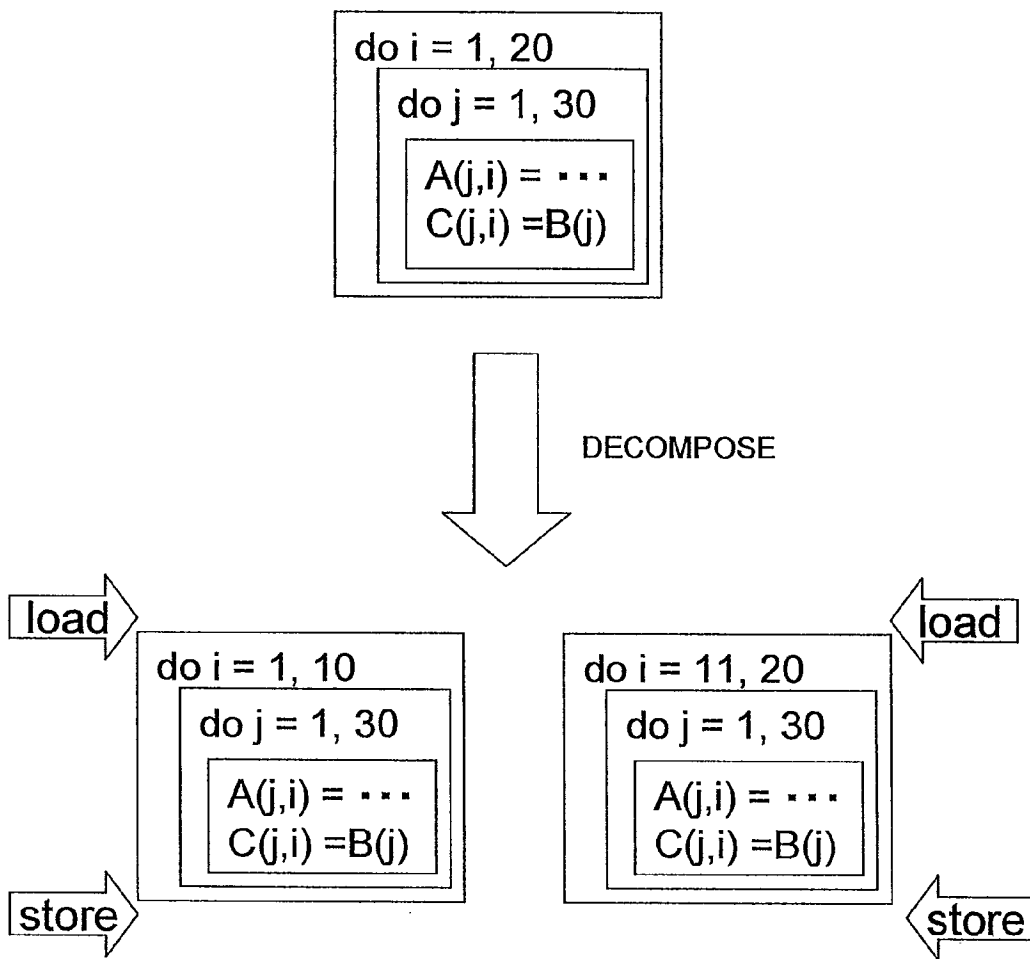 do i = 1, 20
do j = 1, 30
A(j,i) = ⋯
C(j,i) =B(j)
DECOMPOSE
load
load
do i = 1, 10
do j = 1, 30
A(j,i) = ⋯
C(j,i) =B(j)
store
do i = 11, 20
do j = 1, 30
A(j,i) = ⋯
C(j,i) =B(j)
store